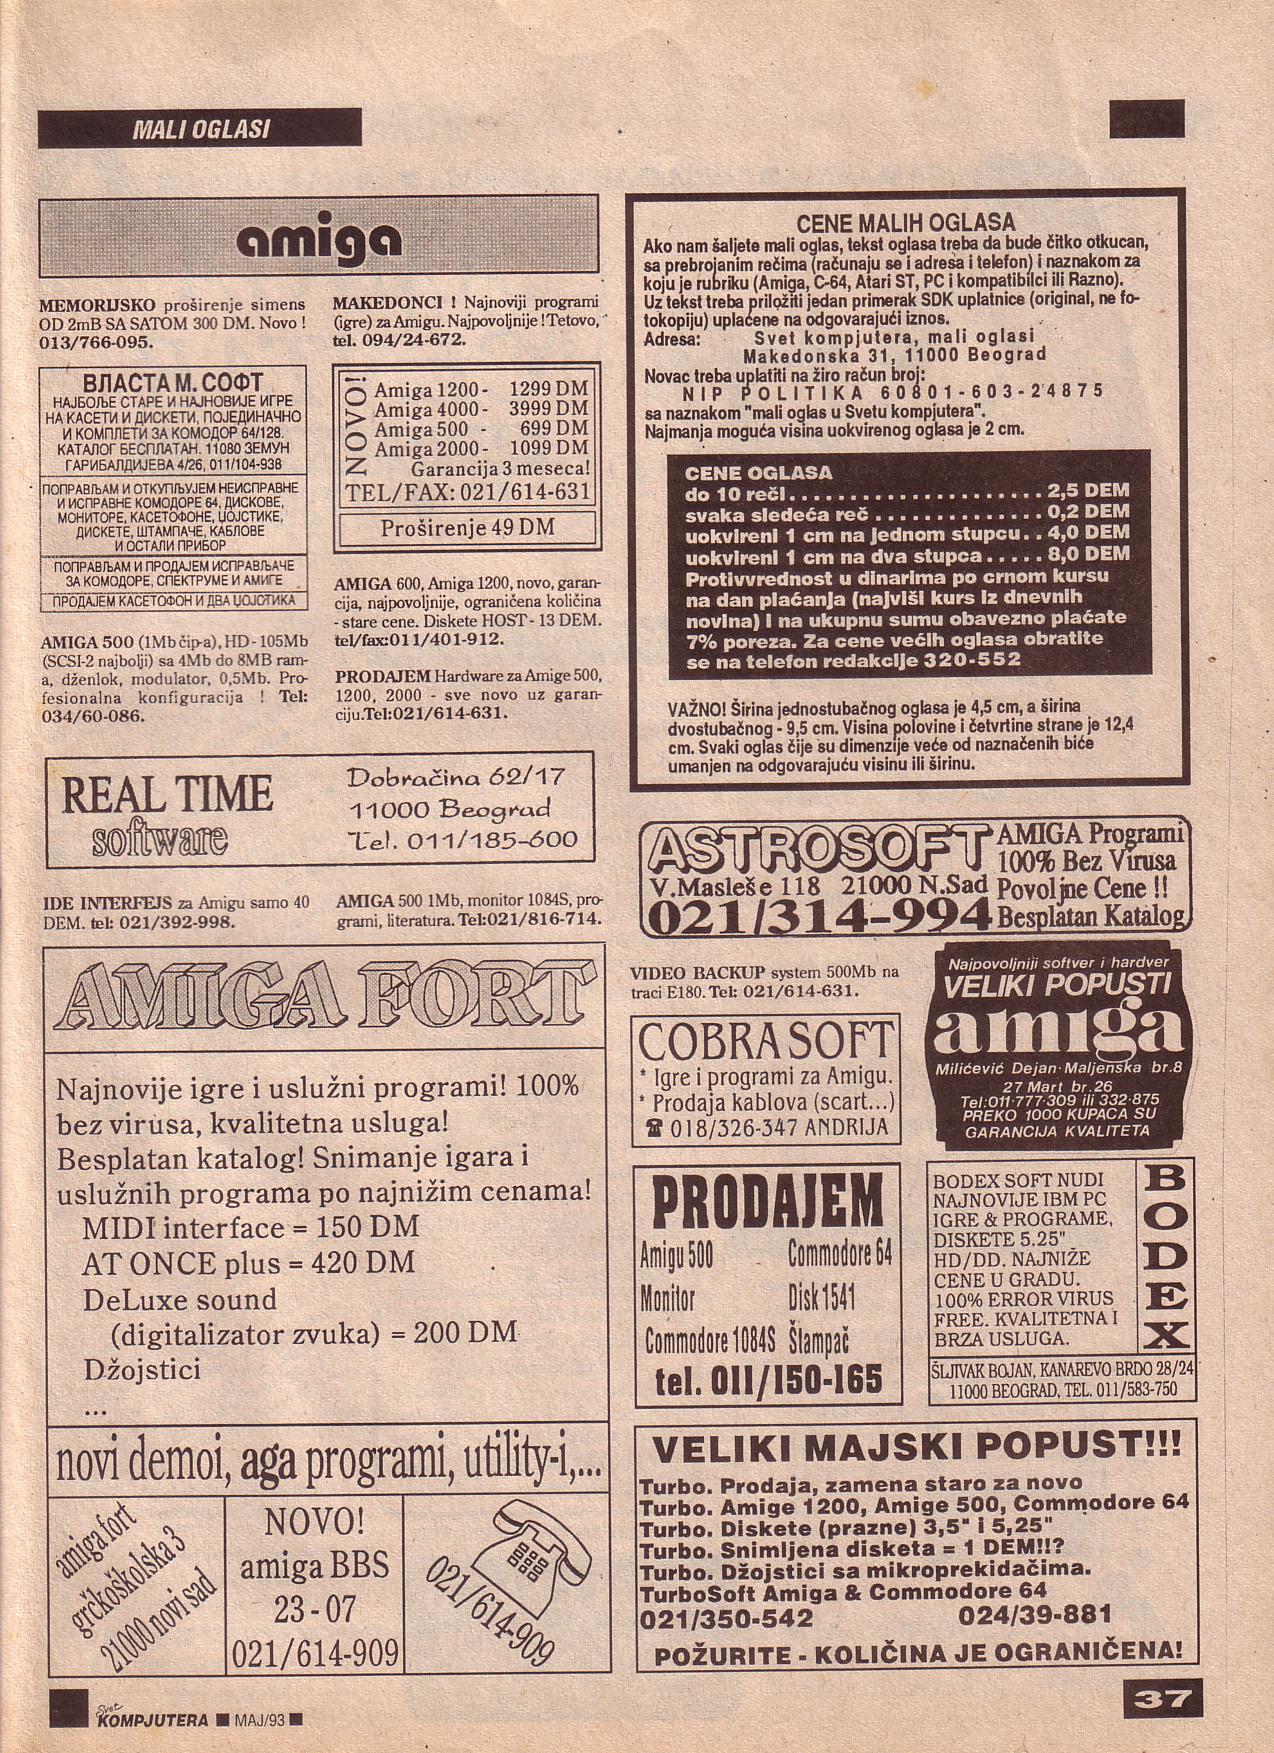 MALI OGLASI
amiga
MEMORIJSKO proširenje simens
OD 2mB SA SATOM 300 DM. Novo !
013/766-095.
ВЛАСТА М. СОФТ
НАЈБОЉЕ СТАРЕ И НАЈНОВИЈЕ ИГРЕ
НА КАСЕТИ И ДИСКЕТИ, ПОЈЕДИНАЧНО
И КОМПЛЕТИ ЗА КОМОДОР 64/128.
КАТАЛОГ БЕСПЛАТАН. 11080 ЗЕМУН
ГАРИБАЛДИЈЕВА 4/26, 011/104-938
ПОПРАВЉАМ И ОТКУПЉУЈЕМ НЕИСПРАВНЕ
И ИСПРАВНЕ КОМОДОРЕ 64, ДИСКОВЕ,
МОНИТОРЕ, КАСЕТОФОНЕ, ЏОЈСТИКЕ,
ДИСКЕТЕ, ШТАМПАЧЕ, КАБЛОВЕ
И ОСТАЛИ ПРИБОР
ПОПРАВЉАМ И ПРОДАЈЕМ ИСПРАВЉАЧЕ
ЗА КОМОДОРЕ, СПЕКТРУМЕ И АМИГЕ
ПРОДАЈЕМ КАСЕТОФОН И ДВА ЏОЈСТИКА
AMIGA 500 (1Mb čip-a), HD - 105Mb
(SCSI-2 najbolji) sa 4Mb do 8MB ram-
a, dženlok, modulator, 0,5Mb. Pro-
fesionalna konfiguracija ! Tel:
034/60-086.
MAKEDONCI ! Najnoviji programi
(igre) za Amigu. Najpovoljnije ! Tetovo,
tel. 094/24-672.
NOVO!
Amiga 1200 - 1299 DM
Amiga 4000 - 3999 DM
Amiga 500 - 699 DM
Amiga 2000 - 1099 DM
Garancija 3 meseca!
TEL/FAX: 021/614-631
Proširenje 49 DM
AMIGA 600, Amiga 1200, novo, garan-
cija, najpovoljnije, ograničena količina
- stare cene. Diskete HOST - 13 DEM.
tel/fax:011/401-912.
PRODAJEM Hardware za Amige 500,
1200, 2000 - sve novo uz garan-
ciju.Tel:021/614-631.
REAL TIME
software
Dobračina 62/17
11000 Beograd
Tel. 011/185-600
IDE INTERFEJS za Amigu samo 40
DEM. tel: 021/392-998.
AMIGA 500 1Mb, monitor 1084S, pro-
grami, literatura. Tel:021/816-714.
AMIGA FORT
Najnovije igre i uslužni programi! 100%
bez virusa, kvalitetna usluga!
Besplatan katalog! Snimanje igara i
uslužnih programa po najnižim cenama!
MIDI interface = 150 DM
AT ONCE plus = 420 DM
DeLuxe sound
(digitalizator zvuka) = 200 DM
Džojstici
...
novi demoi, aga programi, utility-i,...
amiga fort
grčkoškolska 3
21000 novi sad
NOVO!
amiga BBS
23 - 07
021/614-909
021/614-909
CENE MALIH OGLASA
Ako nam šaljete mali oglas, tekst oglasa treba da bude čitko otkucan,
sa prebrojanim rečima (računaju se i adresa i telefon) i naznakom za
koju je rubriku (Amiga, C-64, Atari ST, PC i kompatibilci ili Razno).
Uz tekst treba priložiti jedan primerak SDK uplatnice (original, ne fo-
tokopiju) uplaćene na odgovarajući iznos.
Adresa: Svet kompjutera, mali oglasi
Makedonska 31, 11000 Beograd
Novac treba uplatiti na žiro račun broj:
NIP POLITIKA 60801-603-24875
sa naznakom "mali oglas u Svetu kompjutera".
Najmanja moguća visina uokvirenog oglasa je 2 cm.
CENE OGLASA
do 10 reči......................2,5 DEM
svaka sledeća reč..............0,2 DEM
uokvireni 1 cm na jednom stupcu..4,0 DEM
uokvireni 1 cm na dva stupca.....8,0 DEM
Protivvrednost u dinarima po crnom kursu
na dan plaćanja (najviši kurs iz dnevnih
novina) i na ukupnu sumu obavezno plaćate
7% poreza. Za cene većih oglasa obratite
se na telefon redakcije 320-552
VAŽNO! Širina jednostubačnog oglasa je 4,5 cm, a širina
dvostubačnog - 9,5 cm. Visina polovine i četvrtine strane je 12,4
cm. Svaki oglas čije su dimenzije veće od naznačenih biće
umanjen na odgovarajuću visinu ili širinu.
ASTROSOFT
V.Masleše 118 21000 N.Sad
021/314-994
AMIGA Programi
100% Bez Virusa
Povoljne Cene !!
Besplatan Katalog
VIDEO BACKUP system 500Mb na
traci E180. Tel: 021/614-631.
COBRA SOFT
* Igre i programi za Amigu.
* Prodaja kablova (scart...)
☎ 018/326-347 ANDRIJA
Najpovoljniji softver i hardver
VELIKI POPUSTI
amiga
Milićević Dejan·Maljenska br.8
27 Mart br.26
Tel:011·777·309 ili 332·875
PREKO 1000 KUPACA SU
GARANCIJA KVALITETA
PRODAJEM
Amigu 500 Commodore 64
Monitor Disk 1541
Commodore 1084S Štampač
tel. 011/150-165
BODEX SOFT NUDI
NAJNOVIJE IBM PC
IGRE & PROGRAME,
DISKETE 5.25"
HD/DD. NAJNIŽE
CENE U GRADU.
100% ERROR VIRUS
FREE. KVALITETNA I
BRZA USLUGA.
BODEX
ŠLJIVAK BOJAN, KANAREVO BRDO 28/24
11000 BEOGRAD, TEL. 011/583-750
VELIKI MAJSKI POPUST!!!
Turbo. Prodaja, zamena staro za novo
Turbo. Amige 1200, Amige 500, Commodore 64
Turbo. Diskete (prazne) 3,5" i 5,25"
Turbo. Snimljena disketa = 1 DEM!!?
Turbo. Džojstici sa mikroprekidačima.
TurboSoft Amiga & Commodore 64
021/350-542 024/39-881
POŽURITE - KOLIČINA JE OGRANIČENA!
Svet
KOMPJUTERA ■ MAJ/93 ■
37